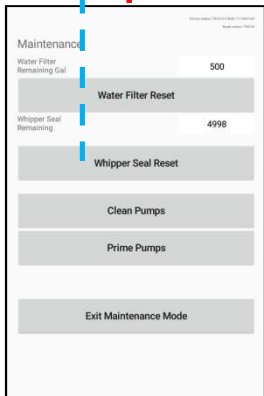 Maintenance
Water Filter
Remaining Gal
500
Water Filter Reset
Whipper Seal
Remaining
4998
Whipper Seal Reset
Clean Pumps
Prime Pumps
Exit Maintenance Mode